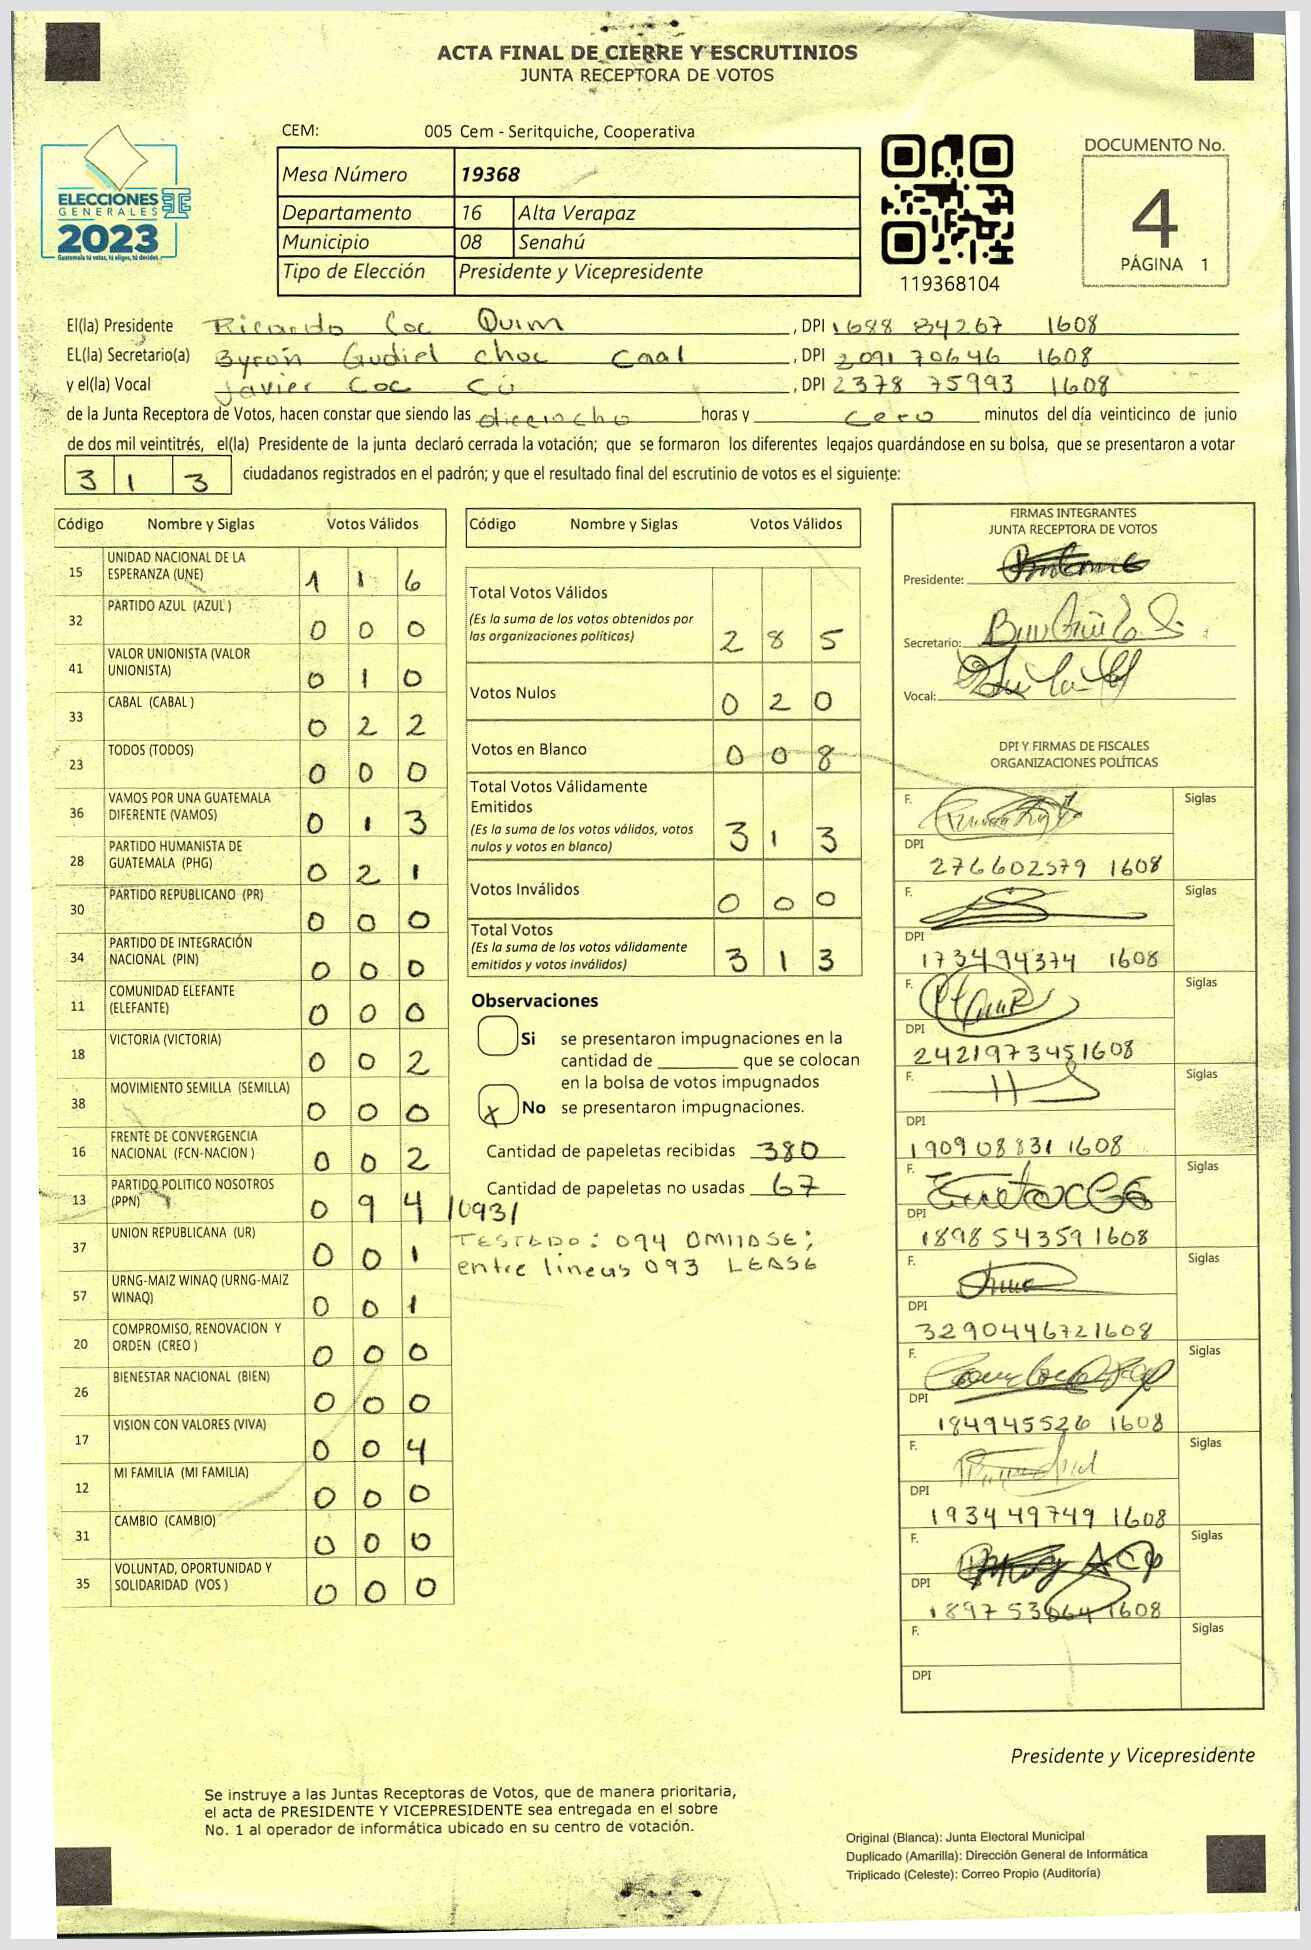 ACTA FINAL DE CIERRE Y ESCRUTINIOS
JUNTA RECEPTORA DE VOTOS
CEM: 005 Cem - Seritquiche, Cooperativa
Mesa Número 19368
Departamento 16 Alta Verapaz
Municipio 08 Senahú
Tipo de Elección Presidente y Vicepresidente
ELECCIONES
GENERALES
2023
Guatemala tú votas, tú eliges, tú decides.
119368104
DOCUMENTO No.
4
PÁGINA 1
El(la) Presidente Ricardo Coc Quim , DPI 1688 84267 1608
EL(la) Secretario(a) Byron Gudiel Choc Caal , DPI 2091 70646 1608
y el(la) Vocal Javier Coc Cú , DPI 2378 75993 1608
de la Junta Receptora de Votos, hacen constar que siendo las dieciocho horas y cero minutos del día veinticinco de junio
de dos mil veintitrés, el(la) Presidente de la junta declaró cerrada la votación; que se formaron los diferentes legajos guardándose en su bolsa, que se presentaron a votar
313 ciudadanos registrados en el padrón; y que el resultado final del escrutinio de votos es el siguiente:
Código Nombre y Siglas Votos Válidos
15 UNIDAD NACIONAL DE LA ESPERANZA (UNE) 1 1 6
32 PARTIDO AZUL (AZUL ) 0 0 0
41 VALOR UNIONISTA (VALOR UNIONISTA) 0 1 0
33 CABAL (CABAL ) 0 2 2
23 TODOS (TODOS) 0 0 0
36 VAMOS POR UNA GUATEMALA DIFERENTE (VAMOS) 0 1 3
28 PARTIDO HUMANISTA DE GUATEMALA (PHG) 0 2 1
30 PARTIDO REPUBLICANO (PR) 0 0 0
34 PARTIDO DE INTEGRACIÓN NACIONAL (PIN) 0 0 0
11 COMUNIDAD ELEFANTE (ELEFANTE) 0 0 0
18 VICTORIA (VICTORIA) 0 0 2
38 MOVIMIENTO SEMILLA (SEMILLA) 0 0 0
16 FRENTE DE CONVERGENCIA NACIONAL (FCN-NACION ) 0 0 2
13 PARTIDO POLITICO NOSOTROS (PPN) 0 9 4 /093/
37 UNION REPUBLICANA (UR) 0 0 1
57 URNG-MAIZ WINAQ (URNG-MAIZ WINAQ) 0 0 1
20 COMPROMISO, RENOVACION Y ORDEN (CREO ) 0 0 0
26 BIENESTAR NACIONAL (BIEN) 0 0 0
17 VISION CON VALORES (VIVA) 0 0 4
12 MI FAMILIA (MI FAMILIA) 0 0 0
31 CAMBIO (CAMBIO) 0 0 0
35 VOLUNTAD, OPORTUNIDAD Y SOLIDARIDAD (VOS ) 0 0 0
Código Nombre y Siglas Votos Válidos
Total Votos Válidos 2 8 5
(Es la suma de los votos obtenidos por
las organizaciones políticas)
Votos Nulos 0 2 0
Votos en Blanco 0 0 8
Total Votos Válidamente
Emitidos 3 1 3
(Es la suma de los votos válidos, votos
nulos y votos en blanco)
Votos Inválidos 0 0 0
Total Votos 3 1 3
(Es la suma de los votos válidamente
emitidos y votos inválidos)
Observaciones
Si se presentaron impugnaciones en la
cantidad de ________ que se colocan
en la bolsa de votos impugnados
X No se presentaron impugnaciones.
Cantidad de papeletas recibidas 380
Cantidad de papeletas no usadas 67
TESTADO: 094 OMITASE;
entre lineas 093 LEASE
FIRMAS INTEGRANTES
JUNTA RECEPTORA DE VOTOS
Presidente:
Secretario:
Vocal:
DPI Y FIRMAS DE FISCALES
ORGANIZACIONES POLÍTICAS
F. Siglas
DPI 276602579 1608
F. Siglas
DPI 173494374 1608
F. Siglas
DPI 2421973451608
F. Siglas
DPI 190908831 1608
F. Siglas
DPI 1898 54359 1608
F. Siglas
DPI 3290446721608
F. Siglas
DPI 184945526 1608
F. Siglas
DPI 1934 49749 1608
F. Siglas
DPI 1897 53064 1608
F. Siglas
DPI
Presidente y Vicepresidente
Se instruye a las Juntas Receptoras de Votos, que de manera prioritaria,
el acta de PRESIDENTE Y VICEPRESIDENTE sea entregada en el sobre
No. 1 al operador de informática ubicado en su centro de votación.
Original (Blanca): Junta Electoral Municipal
Duplicado (Amarilla): Dirección General de Informática
Triplicado (Celeste): Correo Propio (Auditoría)